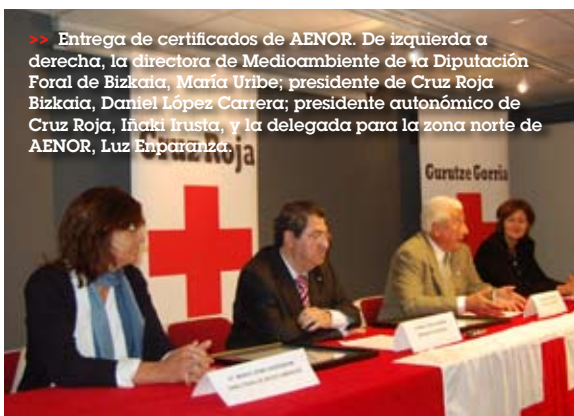 >> Entrega de certificados de AENOR. De izquierda a
derecha, la directora de Medioambiente de la Diputación
Foral de Bizkaia, María Uribe; presidente de Cruz Roja
Bizkaia, Daniel López Carrera; presidente autonómico de
Cruz Roja, Iñaki Irusta, y la delegada para la zona norte de
AENOR, Luz Enparanza.
Cruz Roja
Gurutze Gorria